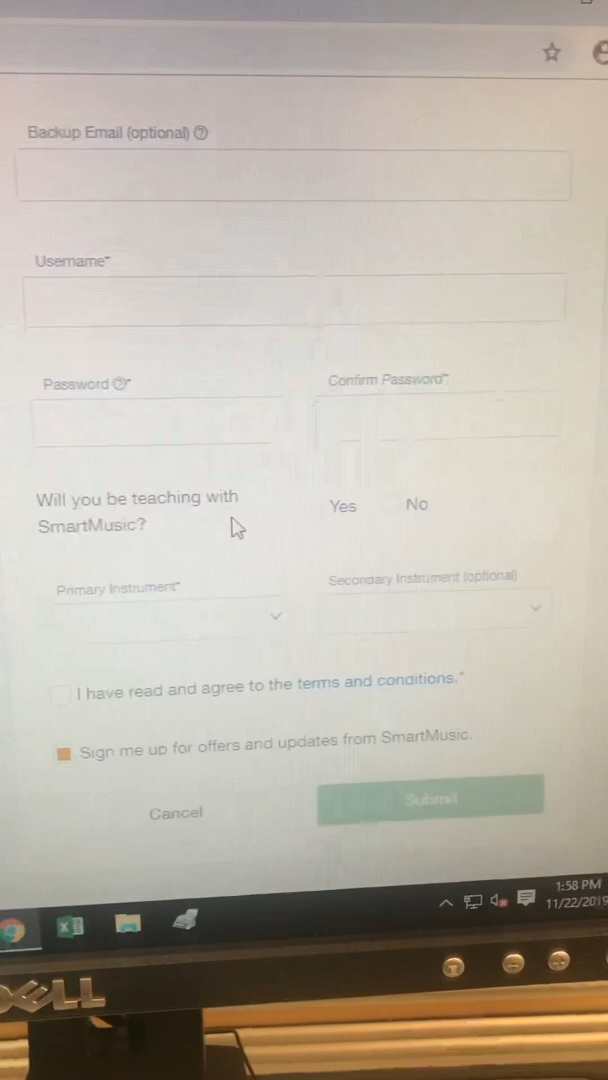 Backup Email (optional) ?
Username*
Password ?*
Confirm Password*
Will you be teaching with
SmartMusic?
Yes No
Primary Instrument*
Secondary Instrument (optional)
I have read and agree to the terms and conditions.*
Sign me up for offers and updates from SmartMusic.
Cancel
Submit
1:58 PM
11/22/2019
DELL